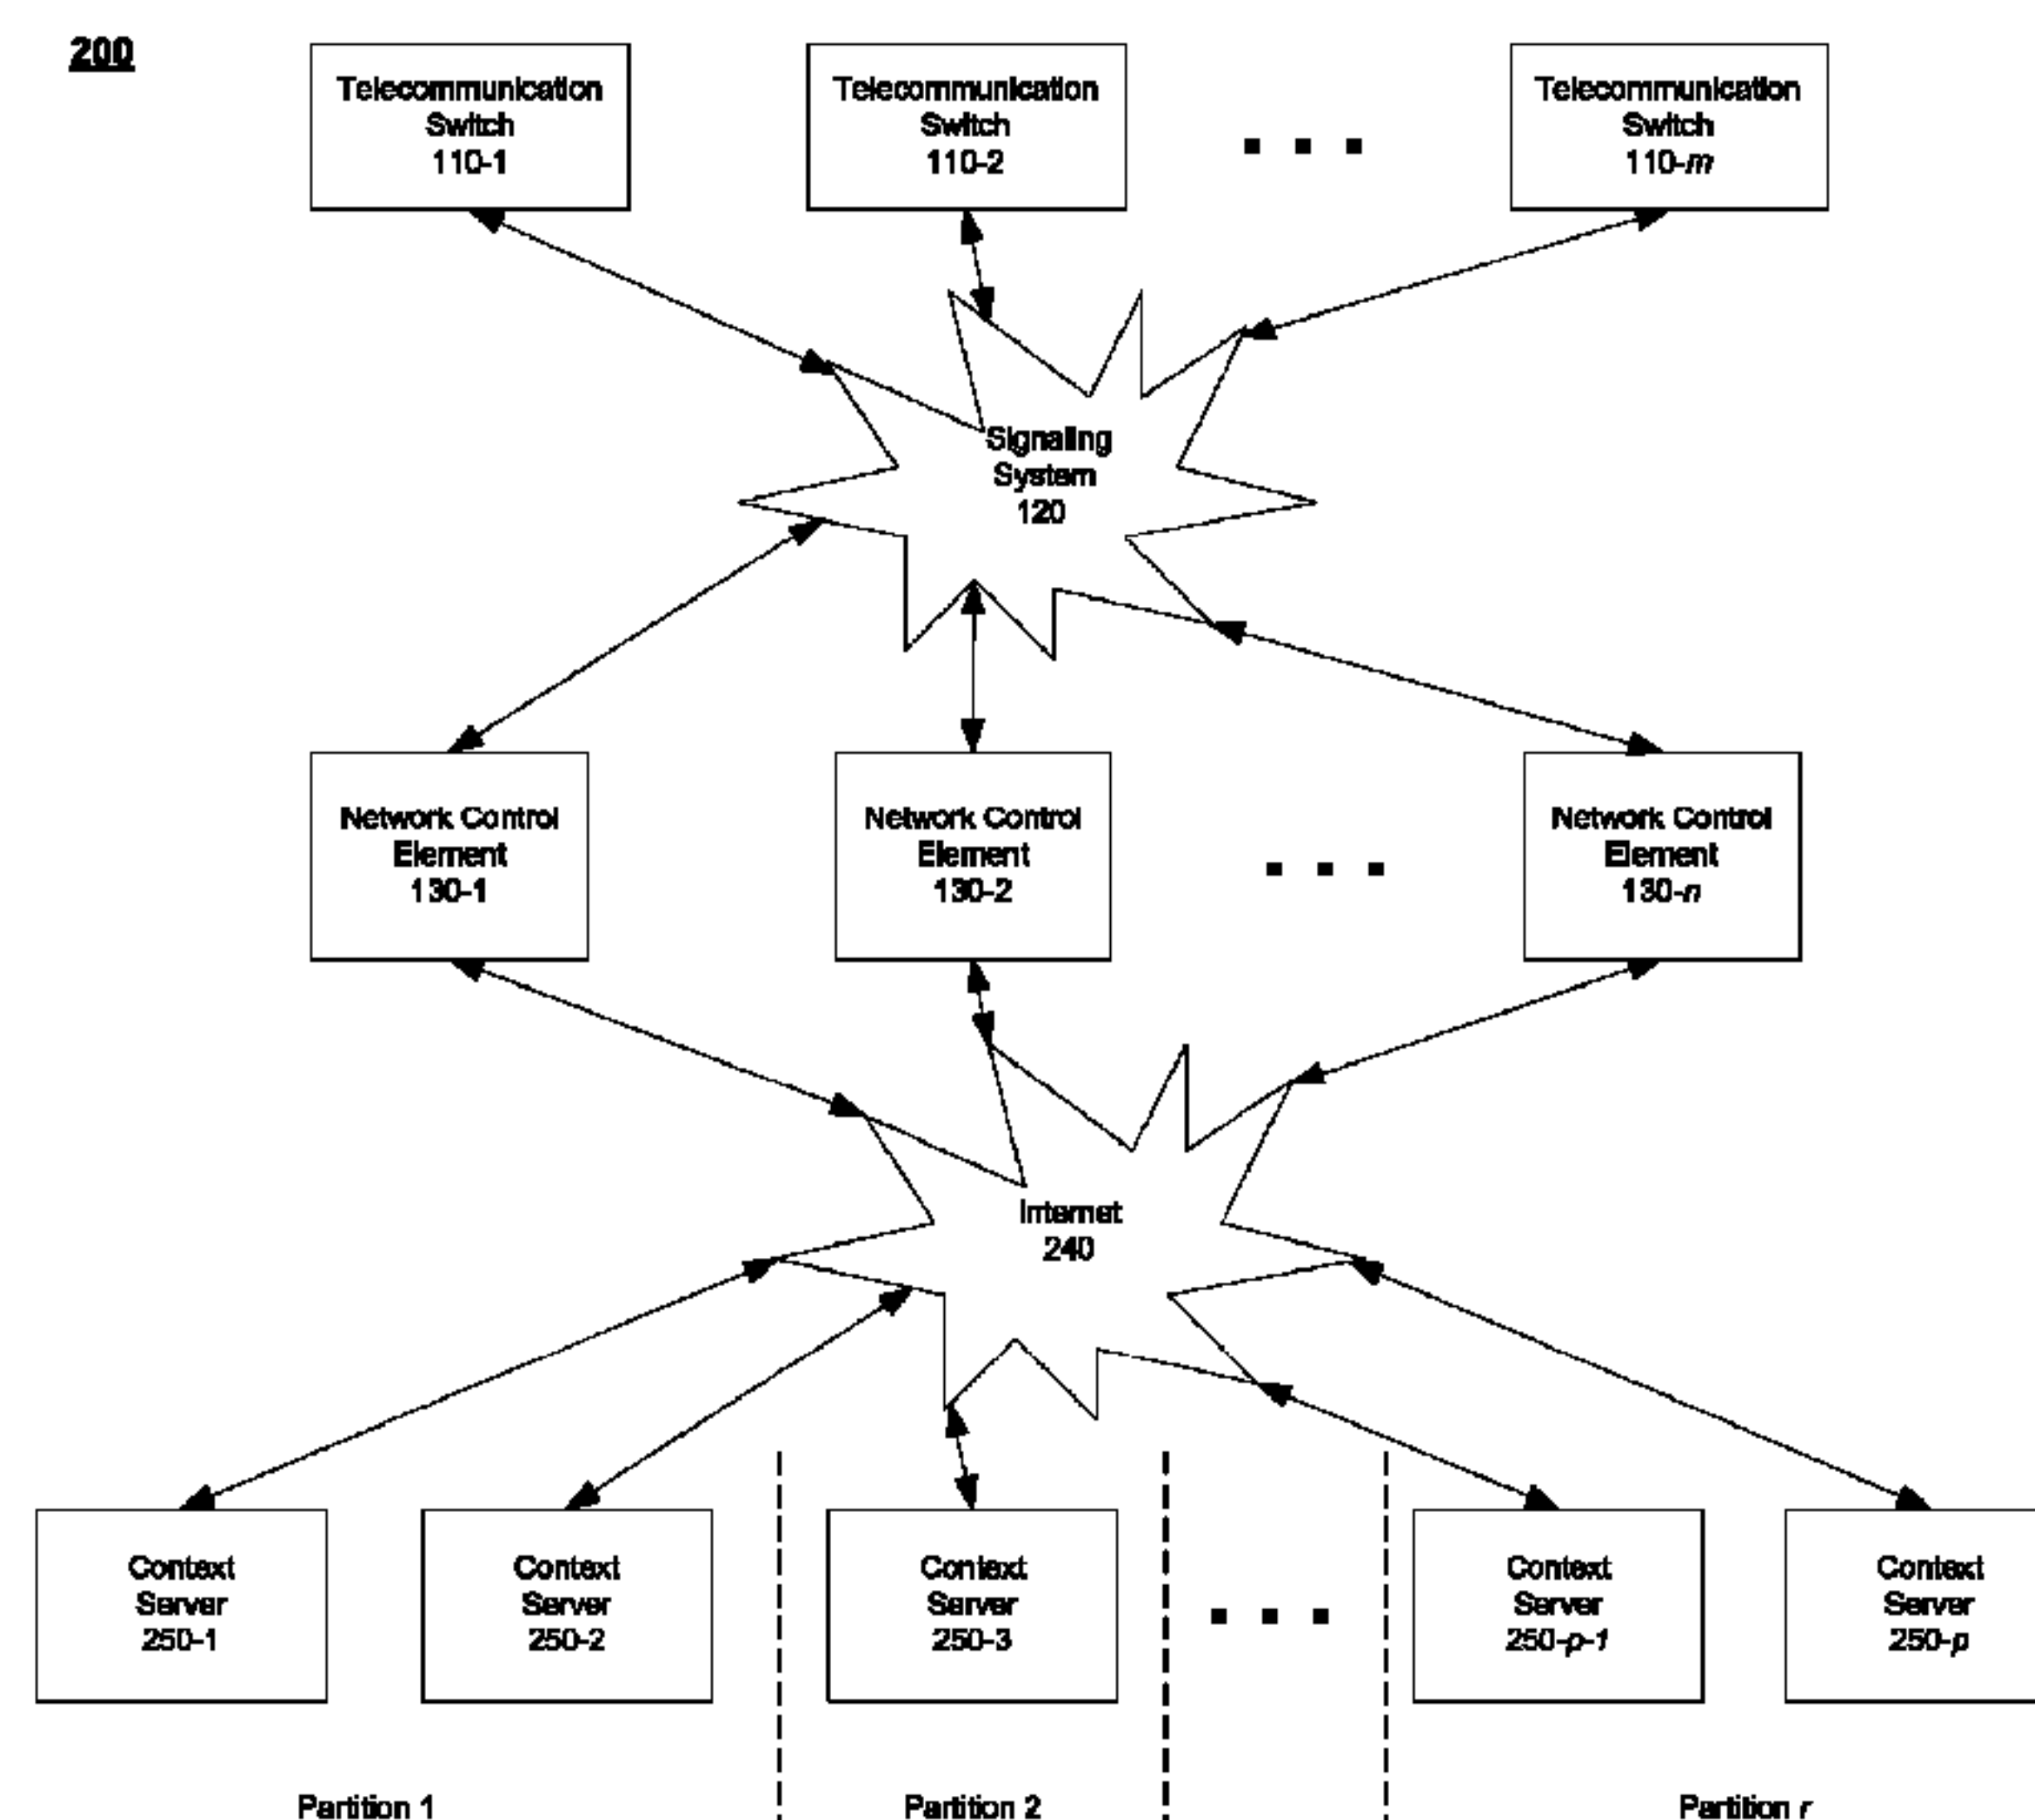 200
Telecommunication
Switch
110-1
Telecommunication
Switch
110-2
Telecommunication
Switch
110-m
Signaling
System
120
Network Control
Element
130-1
Network Control
Element
130-2
Network Control
Element
130-n
Internet
240
Context
Server
250-1
Context
Server
250-2
Context
Server
250-3
Context
Server
250-p-1
Context
Server
250-p
Partition 1
Partition 2
Partition r